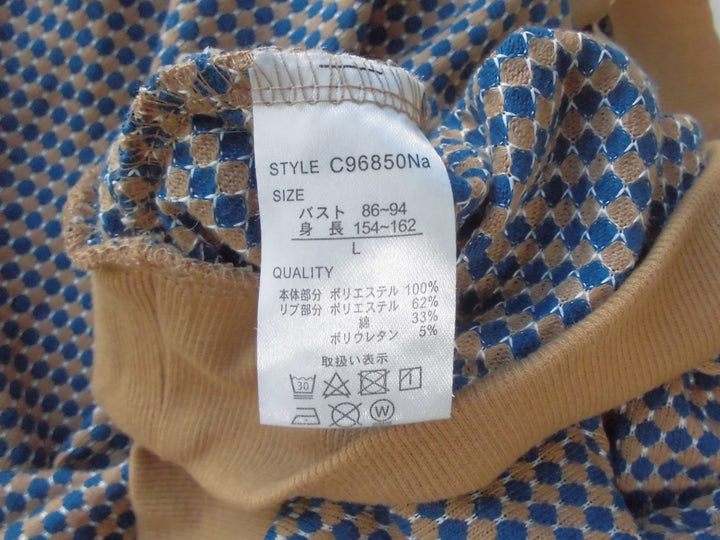 STYLE C96850Na
SIZE
バスト 86~94
身 長 154~162
L
QUALITY
本体部分 ポリエステル 100%
リブ部分 ポリエステル 62%
綿 33%
ポリウレタン 5%
取扱い表示
30
W